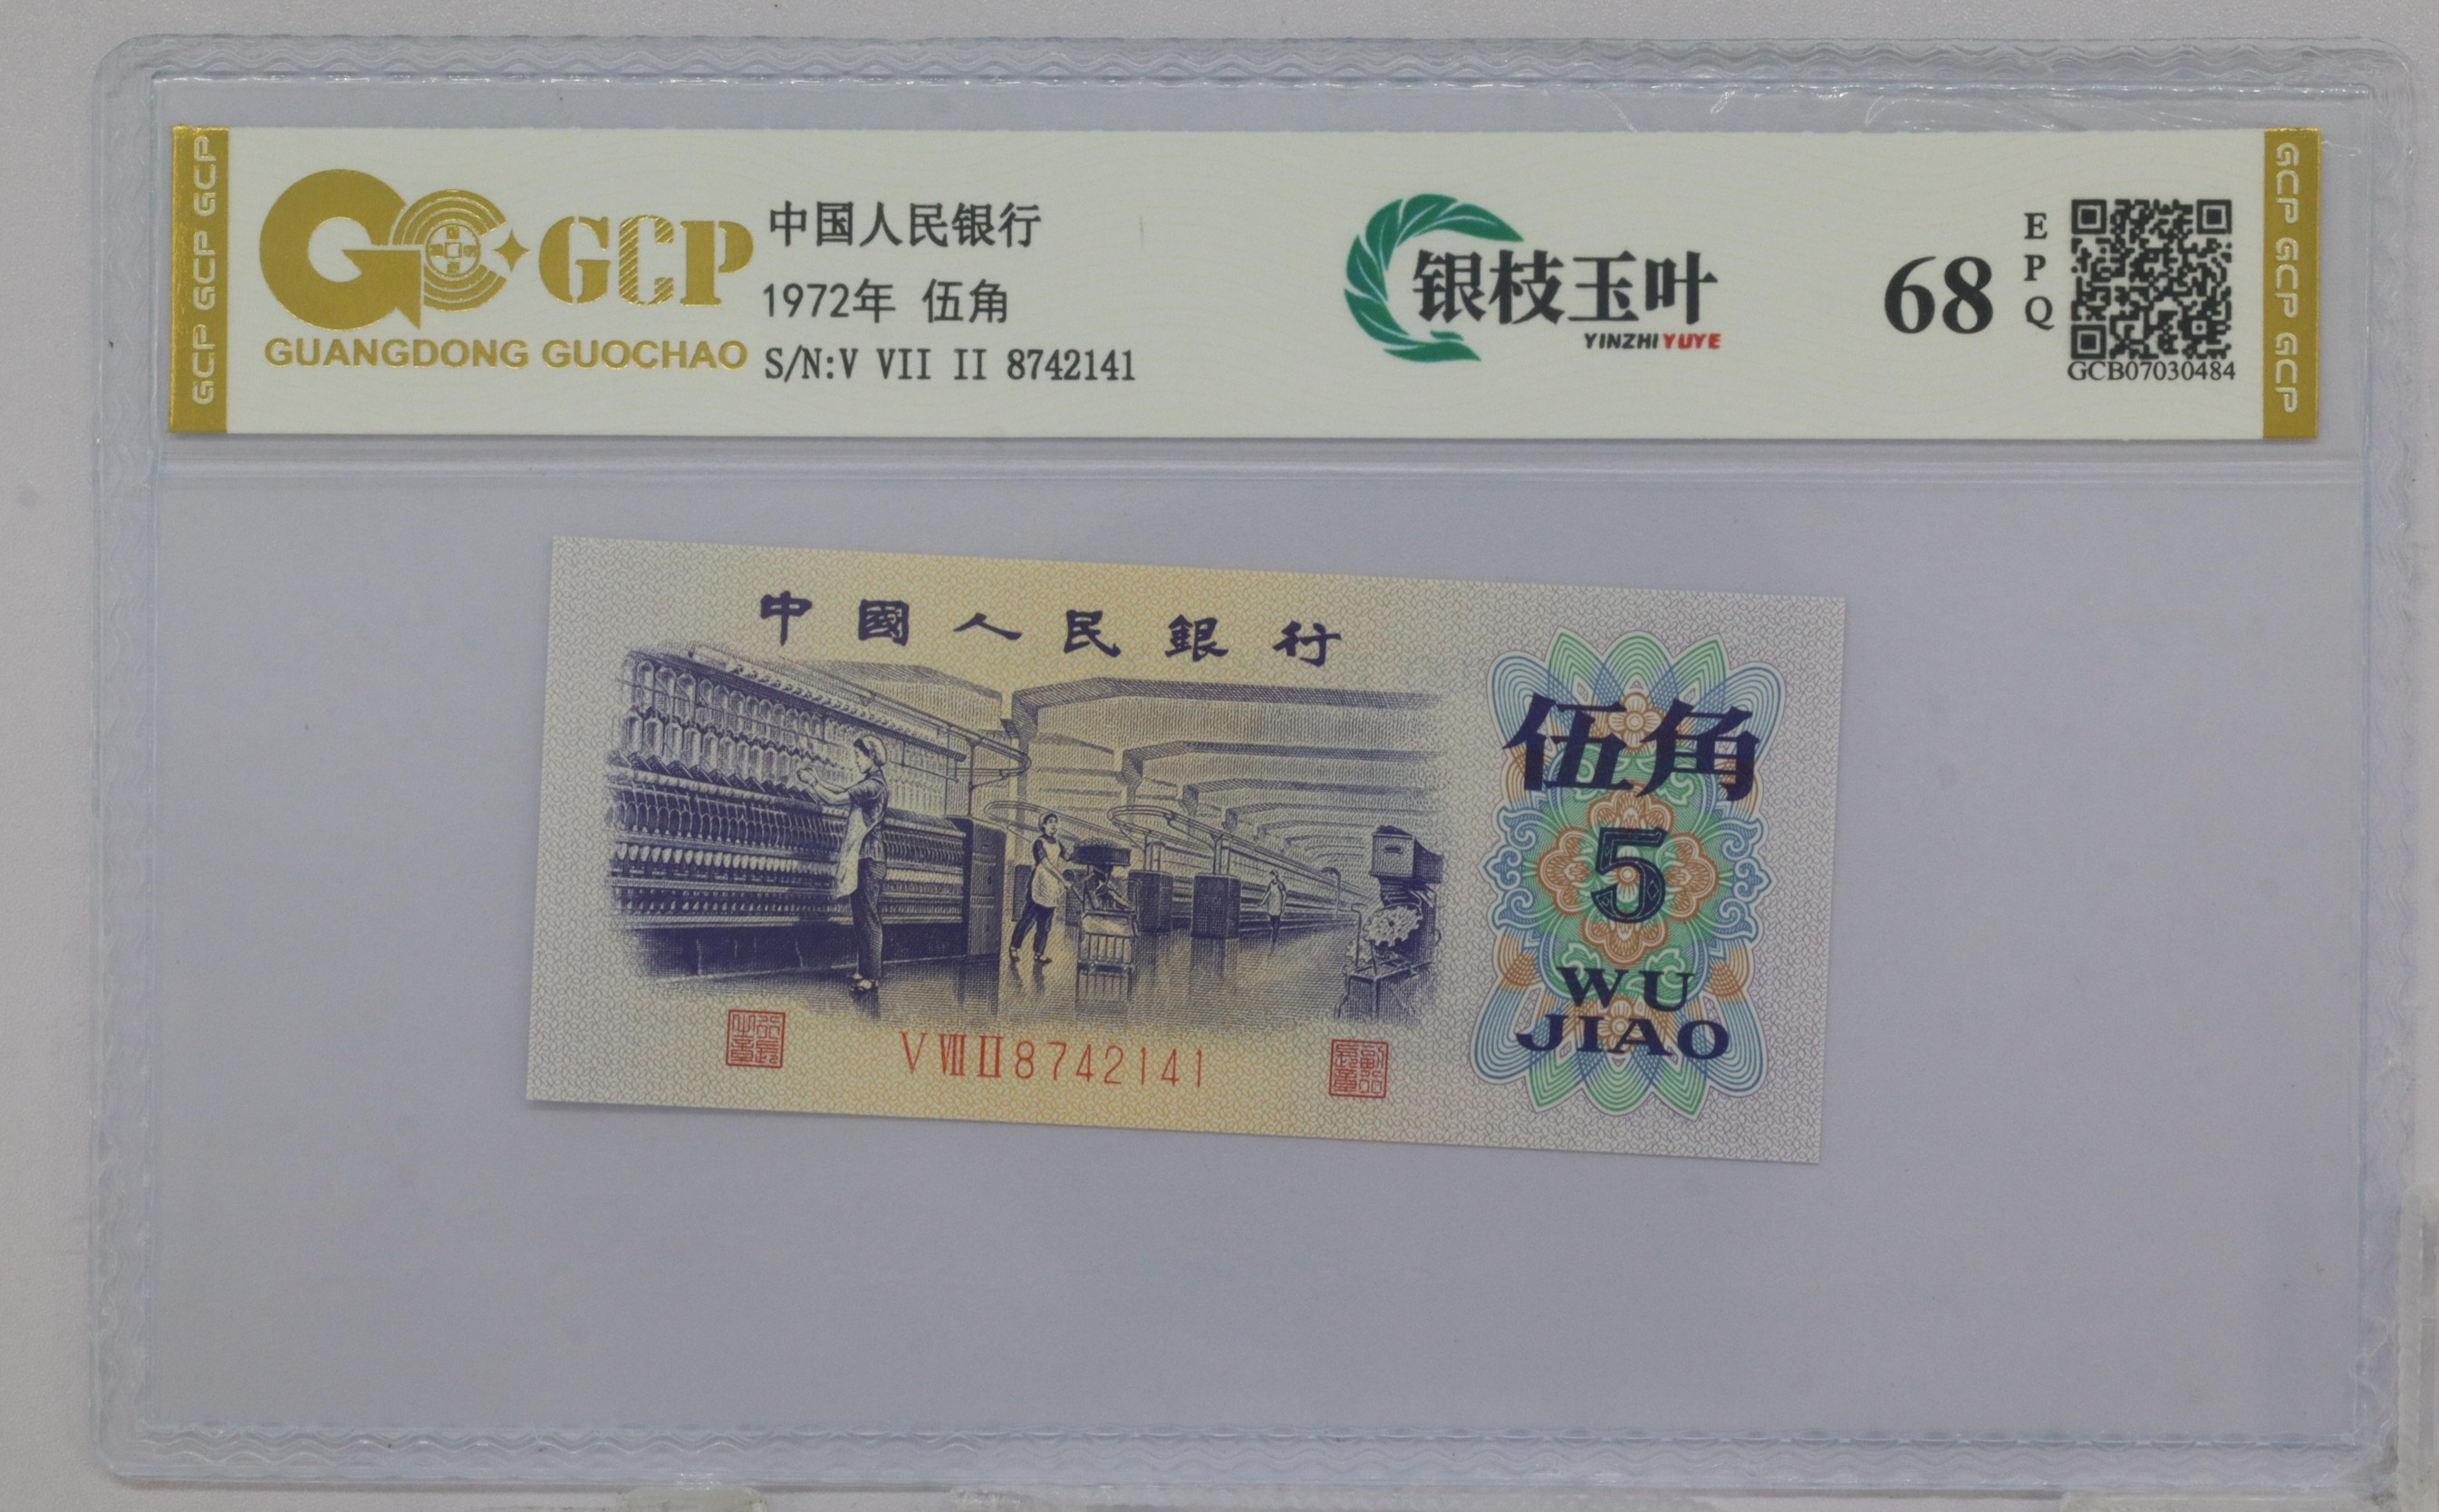 GCP GCP GCP
GCP
GUANGDONG GUOCHAO
中国人民银行
1972年 伍角
S/N:V VII II 8742141
银枝玉叶
YINZHIYUYE
68
EPQ
GCB07030484
GCP GCP GCP
中國人民銀行
伍角
5
WU
JIAO
V VII II 8742141